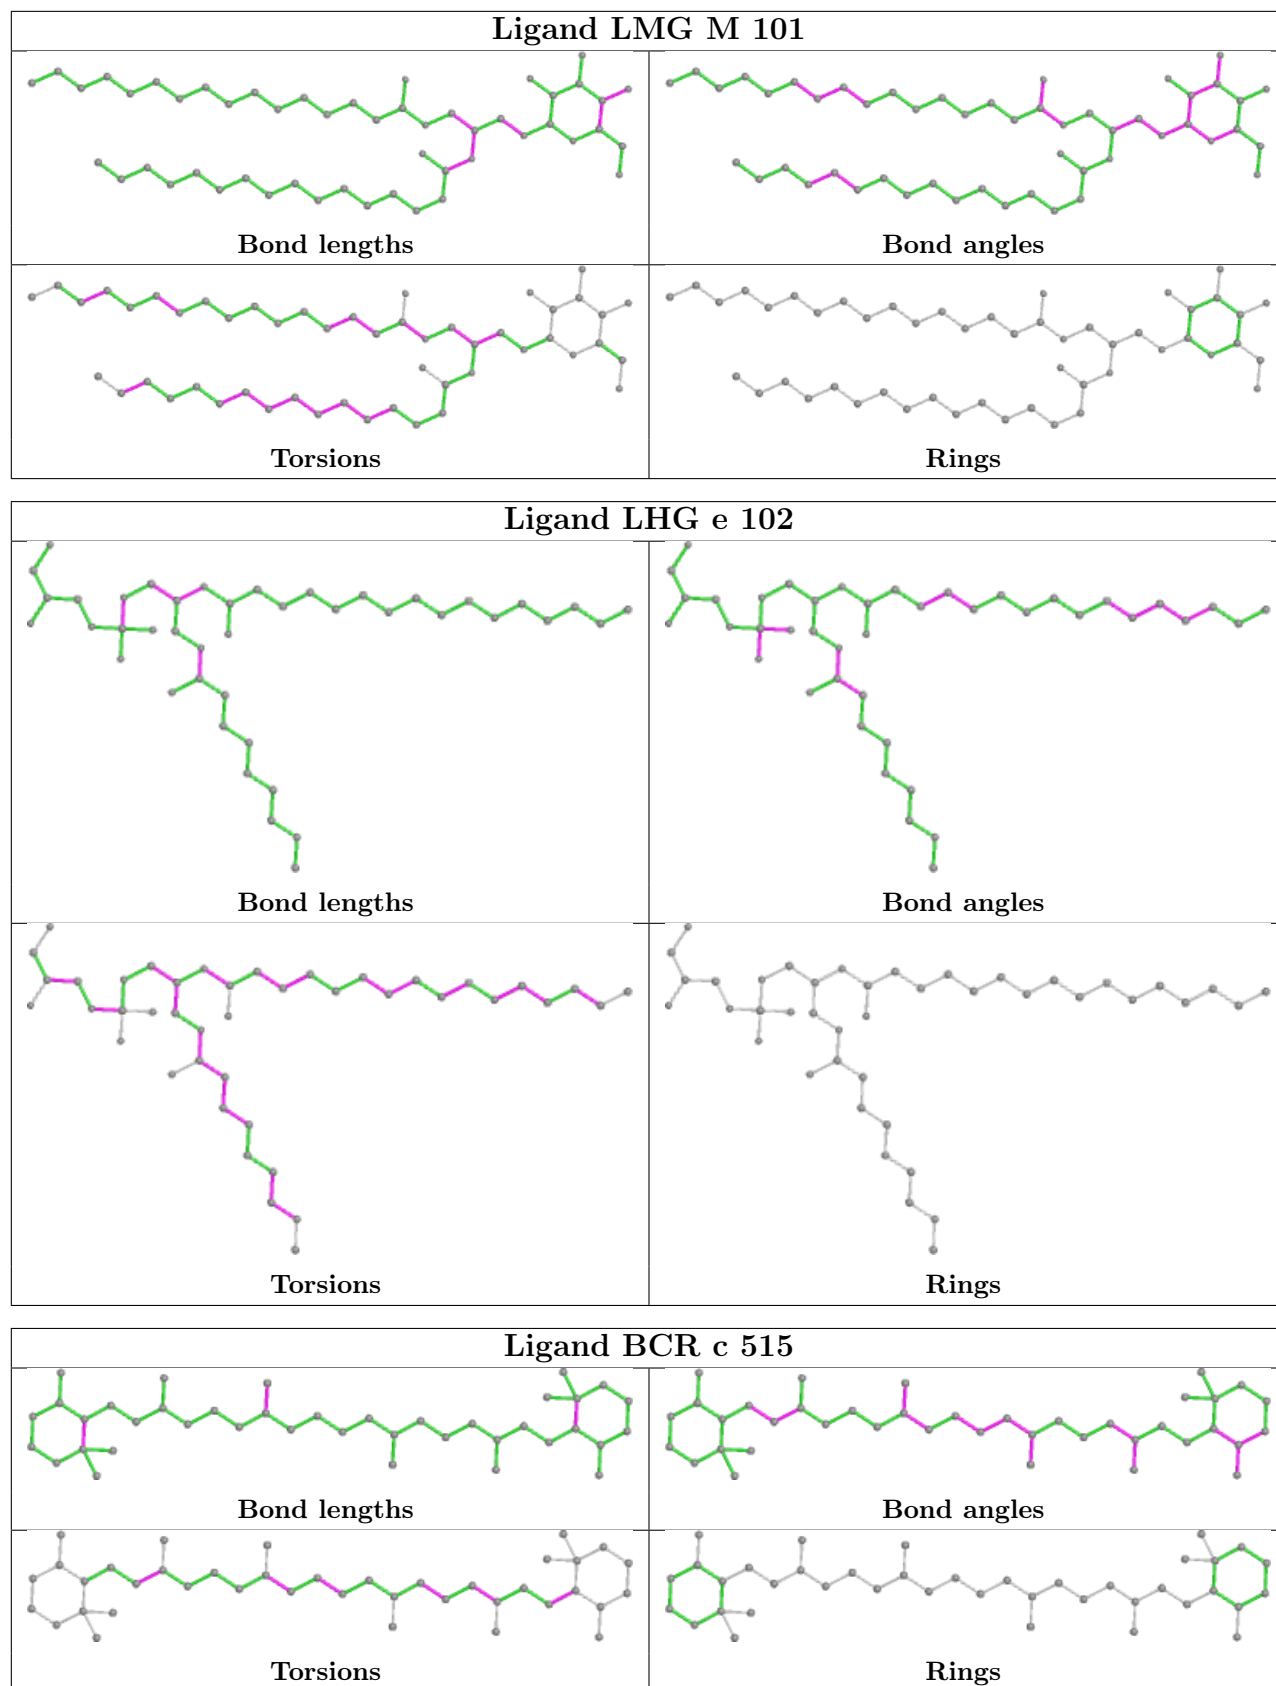 Ligand LMG M 101
Bond lengths
Bond angles
Torsions
Rings
Ligand LHG e 102
Bond lengths
Bond angles
Torsions
Rings
Ligand BCR c 515
Bond lengths
Bond angles
Torsions
Rings